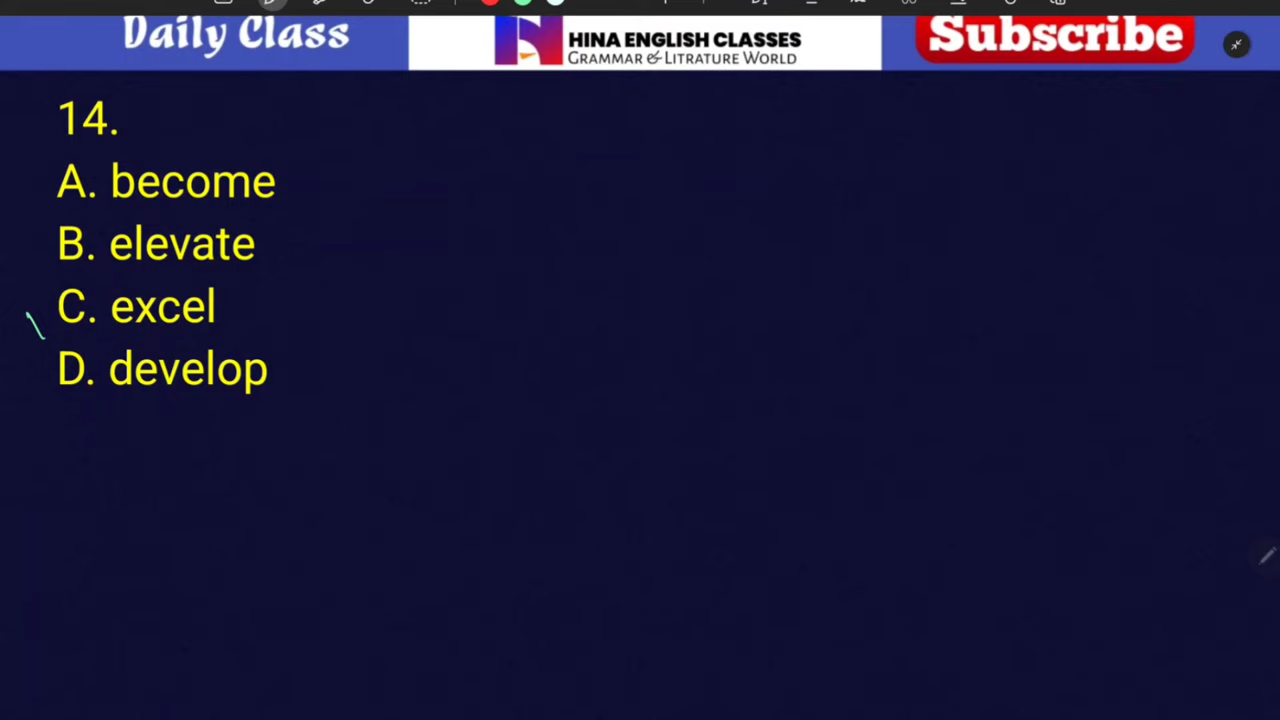 Daily Class
HINA ENGLISH CLASSES
GRAMMAR & LITRATURE WORLD
Subscribe
14.
A. become
B. elevate
C. excel
D. develop